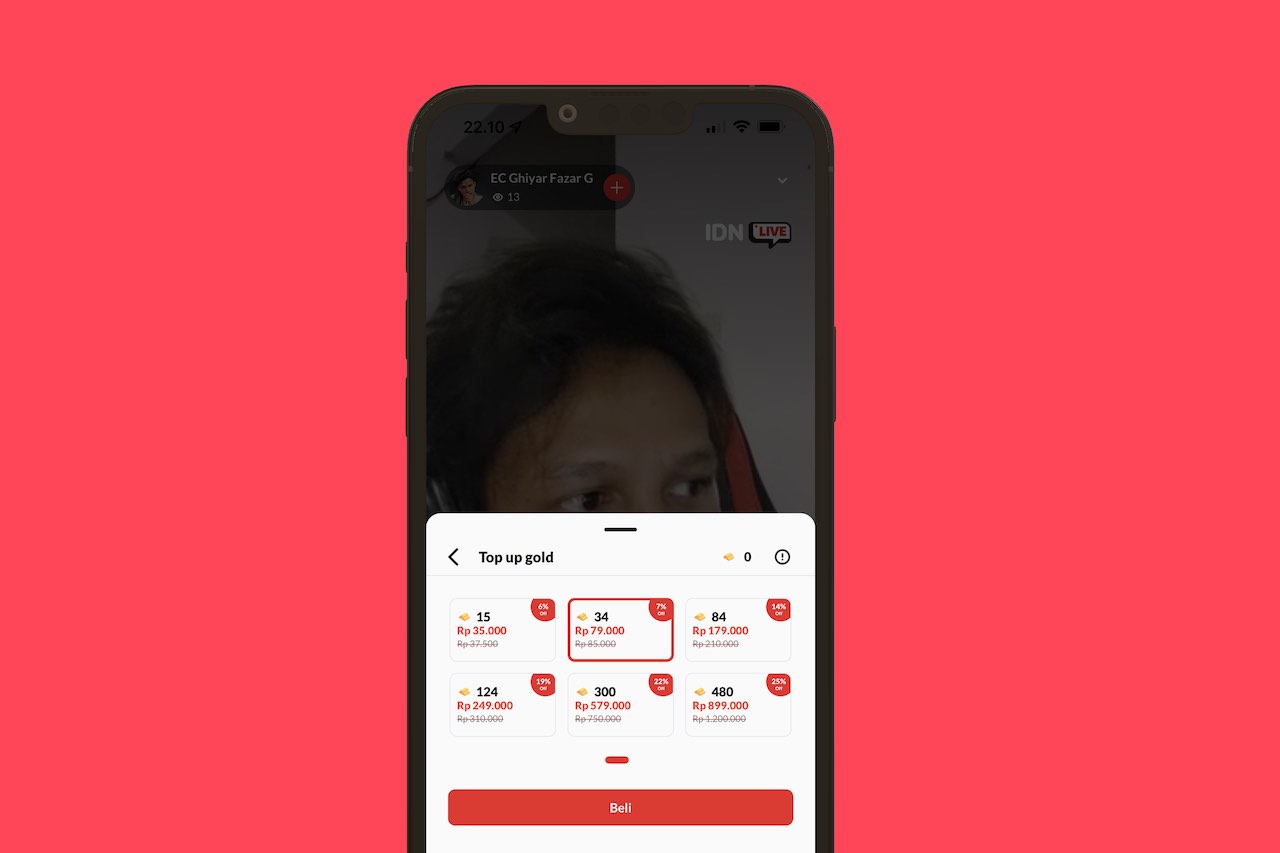 22.10
EC Ghiyar Fazar G
13
IDN LIVE
Top up gold
0
6%
Off
15
Rp 35.000
Rp 37.500
7%
Off
34
Rp 79.000
Rp 85.000
14%
Off
84
Rp 179.000
Rp 210.000
19%
Off
124
Rp 249.000
Rp 310.000
22%
Off
300
Rp 579.000
Rp 750.000
25%
Off
480
Rp 899.000
Rp 1.200.000
Beli